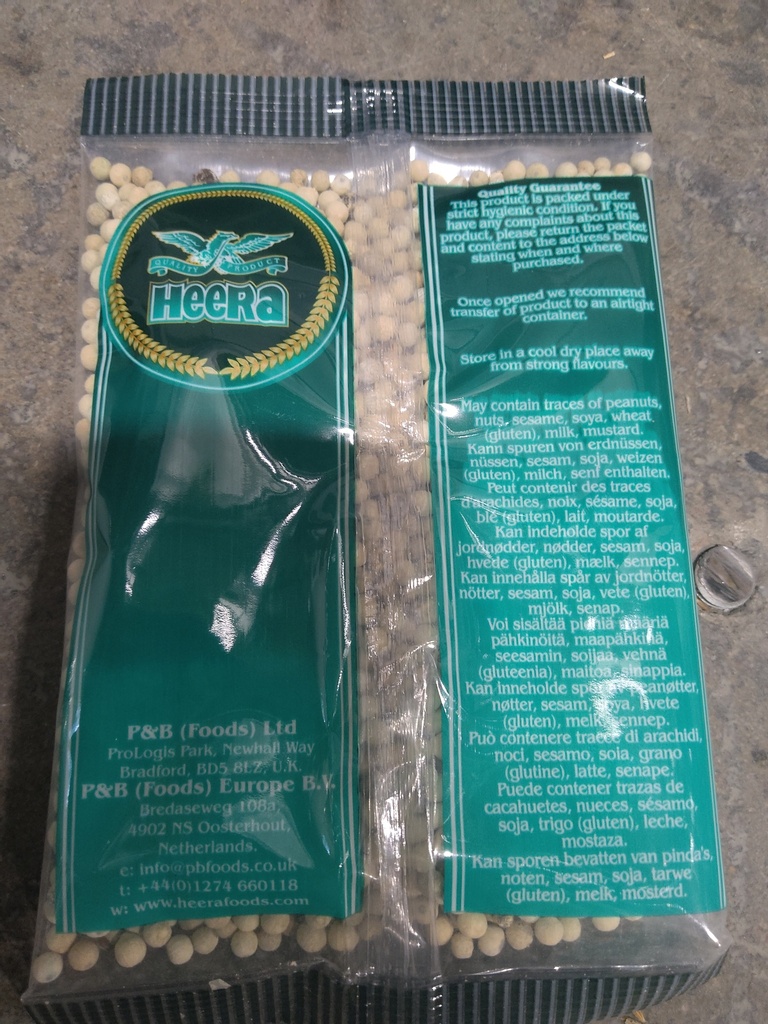 QUALITY PRODUCT
HEERA
P&B (Foods) Ltd
ProLogis Park, Newhall Way
Bradford, BD5 8LZ, U.K.
P&B (Foods) Europe B.V.
Bredaseweg 108a,
4902 NS Oosterhout,
Netherlands.
e: info@pbfoods.co.uk
t: +44(0)1274 660118
w: www.heerafoods.com
Quality Guarantee
This product is packed under
strict hygienic condition. If you
have any complaints about this
product, please return the packet
and content to the address below
stating when and where
purchased.
Once opened we recommend
transfer of product to an airtight
container.
Store in a cool dry place away
from strong flavours.
May contain traces of peanuts,
nuts, sesame, soya, wheat
(gluten), milk, mustard.
Kann spuren von erdnüssen,
nüssen, sesam, soja, weizen
(gluten), milch, senf enthalten.
Peut contenir des traces
d'arachides, noix, sésame, soja,
blé (gluten), lait, moutarde.
Kan indeholde spor af
jordnødder, nødder, sesam, soja,
hvede (gluten), mælk, sennep.
Kan innehålla spår av jordnötter,
nötter, sesam, soja, vete (gluten),
mjölk, senap.
Voi sisältää pieniä määriä
pähkinöitä, maapähkinä,
seesamin, soijaa, vehnä
(gluteenia), maitoa, sinappia.
Kan inneholde spor peanøtter,
nøtter, sesam, soya, hvete
(gluten), melk, sennep.
Può contenere tracce di arachidi,
noci, sesamo, soia, grano
(glutine), latte, senape.
Puede contener trazas de
cacahuetes, nueces, sésamo,
soja, trigo (gluten), leche,
mostaza.
Kan sporen bevatten van pinda's,
noten, sesam, soja, tarwe
(gluten), melk, mosterd.